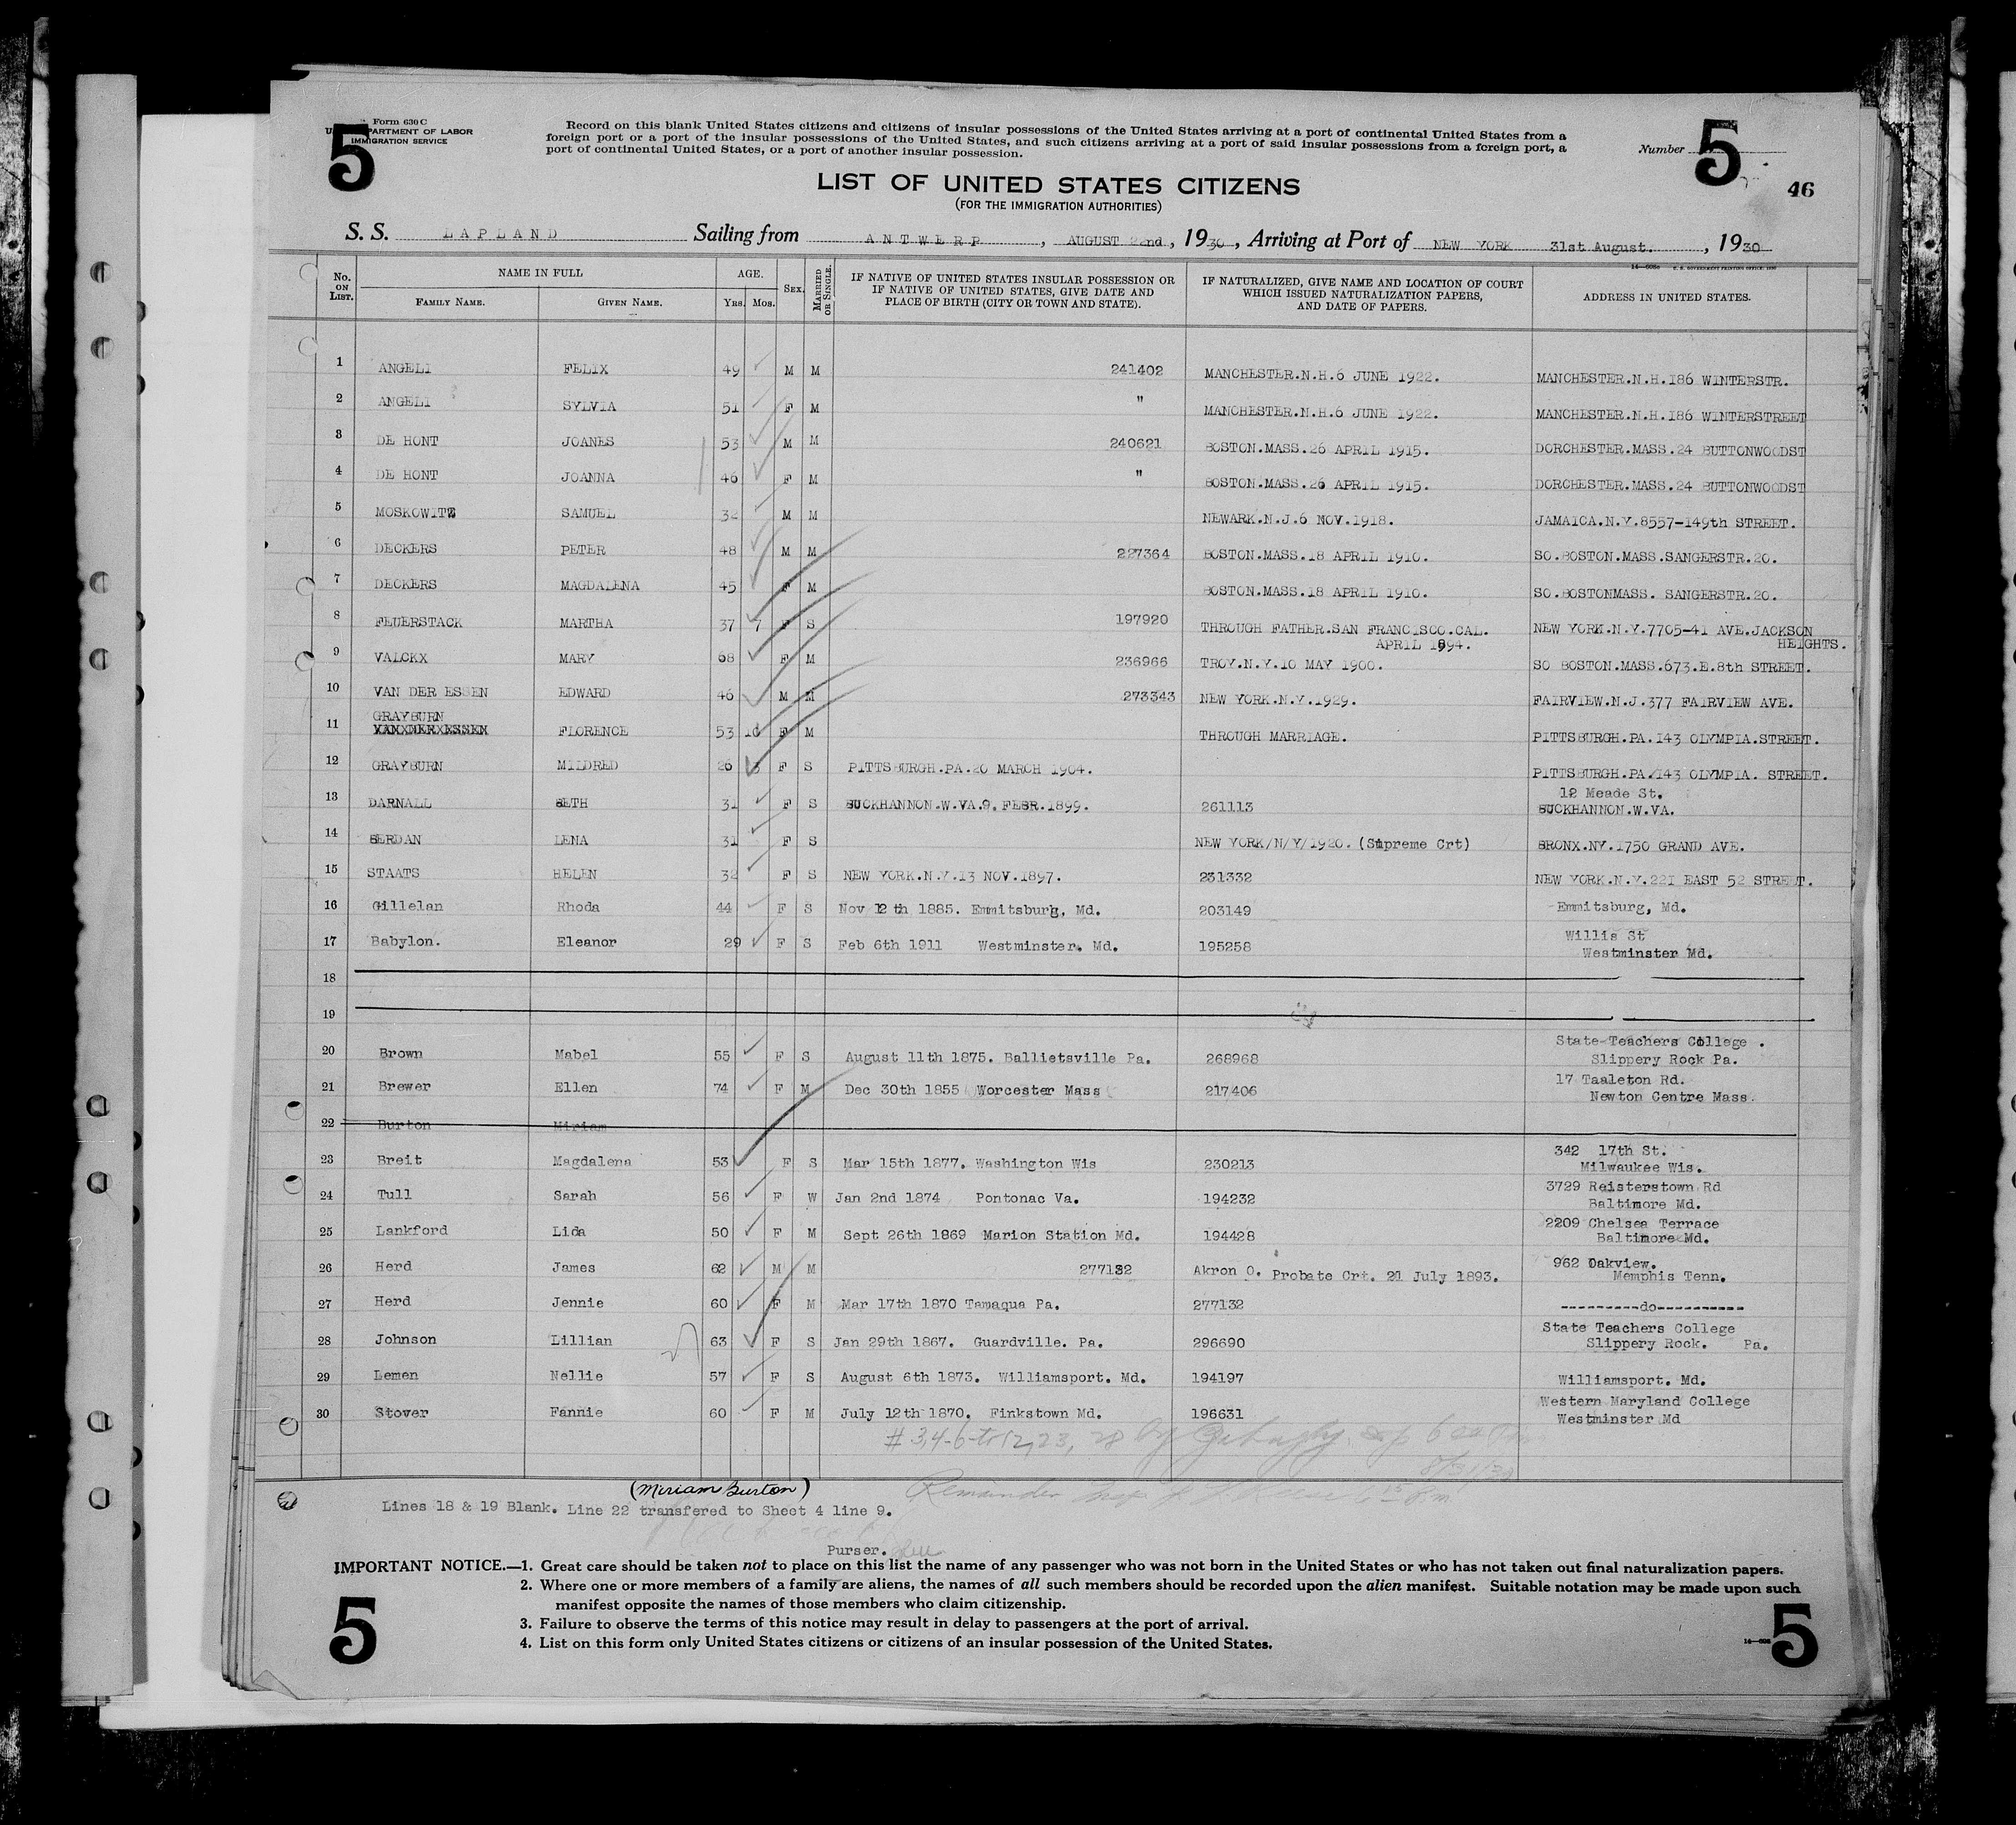 5
Form 630 C
U DEPARTMENT OF LABOR
IMMIGRATION SERVICE
Record on this blank United States citizens and citizens of insular possessions of the United States arriving at a port of continental United States from a
foreign port or a port of the insular possessions of the United States, and such citizens arriving at a port of said insular possessions from a foreign port, a
port of continental United States, or a port of another insular possession.
Number 5
46
LIST OF UNITED STATES CITIZENS
(FOR THE IMMIGRATION AUTHORITIES)
S. S. LAPLAND Sailing from ANTWERP, AUGUST 22nd, 1930, Arriving at Port of NEW YORK 31st August., 1930
No. ON LIST. NAME IN FULL FAMILY NAME. GIVEN NAME. AGE. Yrs. Mos. SEX. MARRIED OR SINGLE. IF NATIVE OF UNITED STATES INSULAR POSSESSION OR IF NATIVE OF UNITED STATES, GIVE DATE AND PLACE OF BIRTH (CITY OR TOWN AND STATE). IF NATURALIZED, GIVE NAME AND LOCATION OF COURT WHICH ISSUED NATURALIZATION PAPERS, AND DATE OF PAPERS. ADDRESS IN UNITED STATES.
1 ANGELI FELIX 49 M M 241402 MANCHESTER.N.H.6 JUNE 1922. MANCHESTER.N.H.186 WINTERSTR.
2 ANGELI SYLVIA 51 F M " MANCHESTER.N.H.6 JUNE 1922. MANCHESTER.N.H.186 WINTERSTREET
3 DE HONT JOANES 53 M M 240621 BOSTON.MASS.26 APRIL 1915. DORCHESTER.MASS.24 BUTTONWOODST
4 DE HONT JOANNA 46 F M " BOSTON.MASS.26 APRIL 1915. DORCHESTER.MASS.24 BUTTONWOODST
5 MOSKOWITZ SAMUEL 32 M M NEWARK.N.J.6 NOV.1918. JAMAICA.N.Y.8557-149th STREET.
6 DECKERS PETER 48 M M 227364 BOSTON.MASS.18 APRIL 1910. SO.BOSTON.MASS.SANGERSTR.20.
7 DECKERS MAGDALENA 45 F M BOSTON.MASS.18 APRIL 1910. SO.BOSTONMASS. SANGERSTR.20.
8 FEUERSTACK MARTHA 37 7 F S 197920 THROUGH FATHER.SAN FRANCISCO.CAL. APRIL 1894. NEW YORK.N.Y.7705-41 AVE.JACKSON HEIGHTS.
9 VALCKX MARY 68 F M 236966 TROY.N.Y.10 MAY 1900. SO BOSTON.MASS.673.E.8th STREET.
10 VAN DER ESSEN EDWARD 46 M M 273343 NEW YORK.N.Y.1929. FAIRVIEW.N.J.377 FAIRVIEW AVE.
GRAYBURN
11 VAN DER ESSEN FLORENCE 53 10 F M THROUGH MARRIAGE. PITTSBURGH.PA.143 OLYMPIA.STREET.
12 GRAYBURN MILDRED 26 5 F S PITTSBURGH.PA.20 MARCH 1904. PITTSBURGH.PA.143 OLYMPIA. STREET.
13 DARNALL BETH 31 F S BUCKHANNON.W.VA.9.FEBR.1899. 261113 12 Meade St. BUCKHANNON.W.VA.
14 BERDAN LENA 31 F S NEW YORK/N/Y/1920. (Supreme Crt) BRONX.NY.1750 GRAND AVE.
15 STAATS HELEN 32 F S NEW YORK.N.Y.13 NOV.1897. 231332 NEW YORK.N.Y.221 EAST 52 STREET.
16 Gillelan Rhoda 44 F S Nov 12 th 1885. Emmitsburg, Md. 203149 Emmitsburg, Md.
17 Babylon. Eleanor 29 F S Feb 6th 1911 Westminster. Md. 195258 Willis St Westminster Md.
18
19
20 Brown Mabel 55 F S August 11th 1875. Ballietsville Pa. 268968 State Teachers College . Slippery Rock Pa.
21 Brewer Ellen 74 F M Dec 30th 1855 Worcester Mass 217406 17 Taaleton Rd. Newton Centre Mass.
22 Burton Miriam
23 Breit Magdalena 53 F S Mar 15th 1877. Washington Wis 230213 342 17th St. Milwaukee Wis.
24 Tull Sarah 56 F W Jan 2nd 1874 Pontonac Va. 194232 3729 Reisterstown Rd Baltimore Md.
25 Lankford Lida 50 F M Sept 26th 1869 Marion Station Md. 194428 2209 Chelsea Terrace Baltimore Md.
26 Herd James 62 M M 277132 Akron O. Probate Crt. 21 July 1893. 962 Oakview. Memphis Tenn.
27 Herd Jennie 60 F M Mar 17th 1870 Tamaqua Pa. 277132 ---------do----------
28 Johnson Lillian 63 F S Jan 29th 1867. Guardville. Pa. 296690 State Teachers College Slippery Rock. Pa.
29 Lemen Nellie 57 F S August 6th 1873. Williamsport. Md. 194197 Williamsport. Md.
30 Stover Fannie 60 F M July 12th 1870. Finkstown Md. 196631 Western Maryland College Westminster Md
# 3,4-6-to 12, 23, 28 by
Remainder
(Miriam Burton)
Lines 18 & 19 Blank. Line 22 transfered to Sheet 4 line 9.
Purser.
IMPORTANT NOTICE.—1. Great care should be taken not to place on this list the name of any passenger who was not born in the United States or who has not taken out final naturalization papers.
2. Where one or more members of a family are aliens, the names of all such members should be recorded upon the alien manifest. Suitable notation may be made upon such
manifest opposite the names of those members who claim citizenship.
3. Failure to observe the terms of this notice may result in delay to passengers at the port of arrival.
4. List on this form only United States citizens or citizens of an insular possession of the United States.
5
5